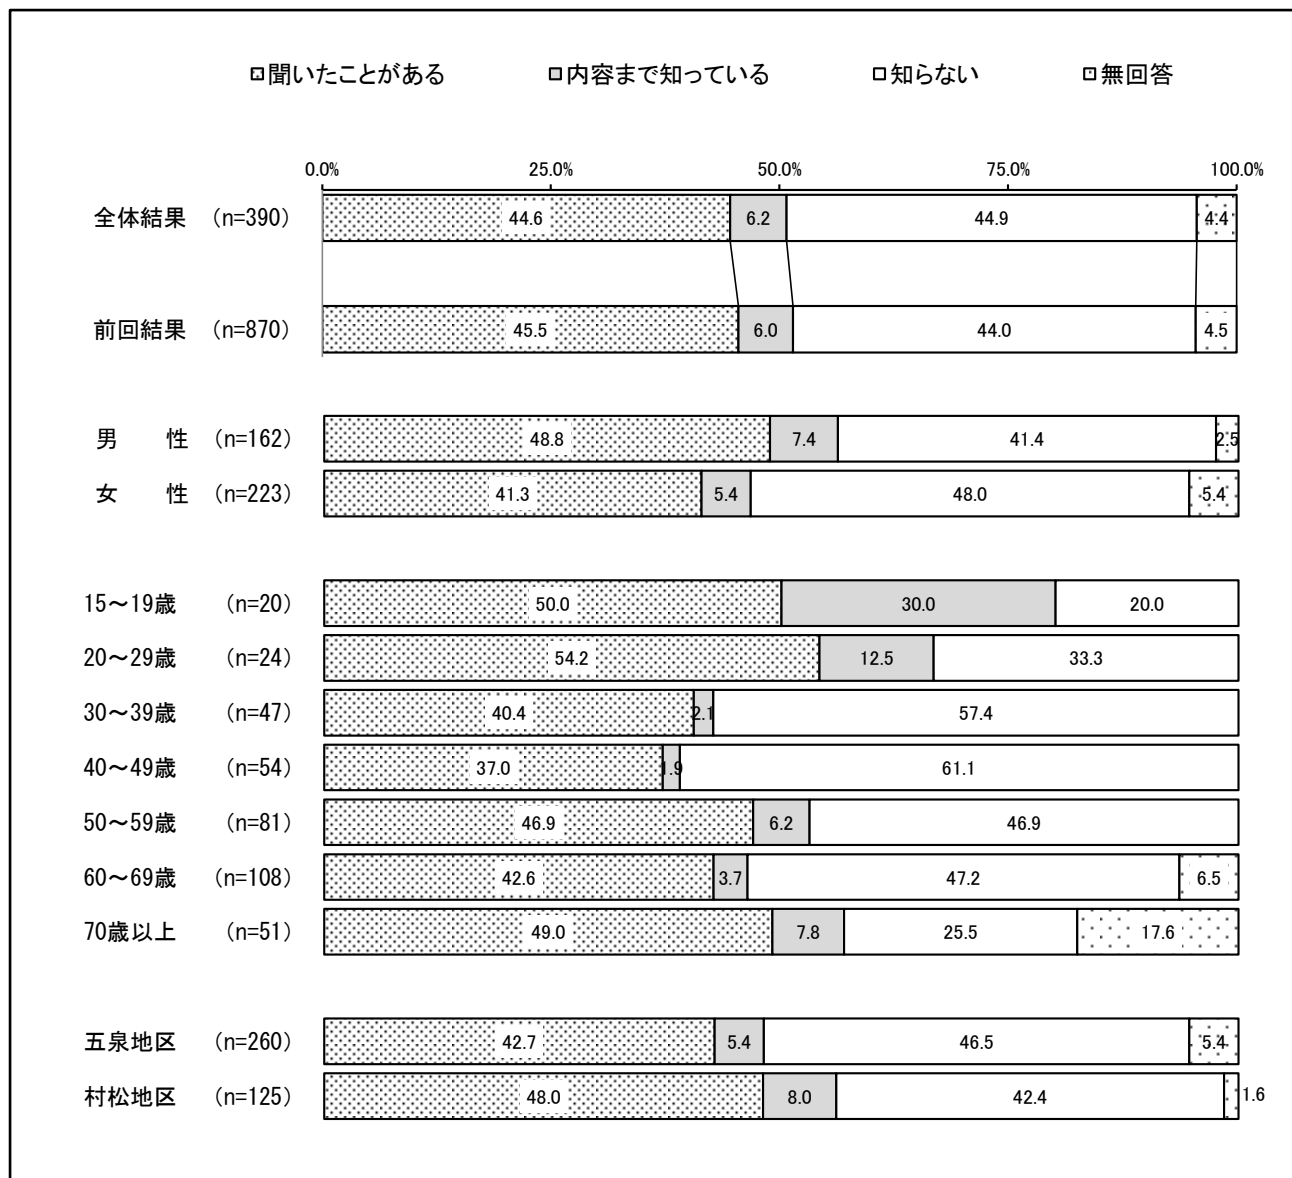 聞いたことがある 内容まで知っている 知らない 無回答
0.0% 25.0% 50.0% 75.0% 100.0%
全体結果 (n=390) 44.6 6.2 44.9 4.4
前回結果 (n=870) 45.5 6.0 44.0 4.5
男 性 (n=162) 48.8 7.4 41.4 2.5
女 性 (n=223) 41.3 5.4 48.0 5.4
15～19歳 (n=20) 50.0 30.0 20.0
20～29歳 (n=24) 54.2 12.5 33.3
30～39歳 (n=47) 40.4 2.1 57.4
40～49歳 (n=54) 37.0 1.9 61.1
50～59歳 (n=81) 46.9 6.2 46.9
60～69歳 (n=108) 42.6 3.7 47.2 6.5
70歳以上 (n=51) 49.0 7.8 25.5 17.6
五泉地区 (n=260) 42.7 5.4 46.5 5.4
村松地区 (n=125) 48.0 8.0 42.4 1.6